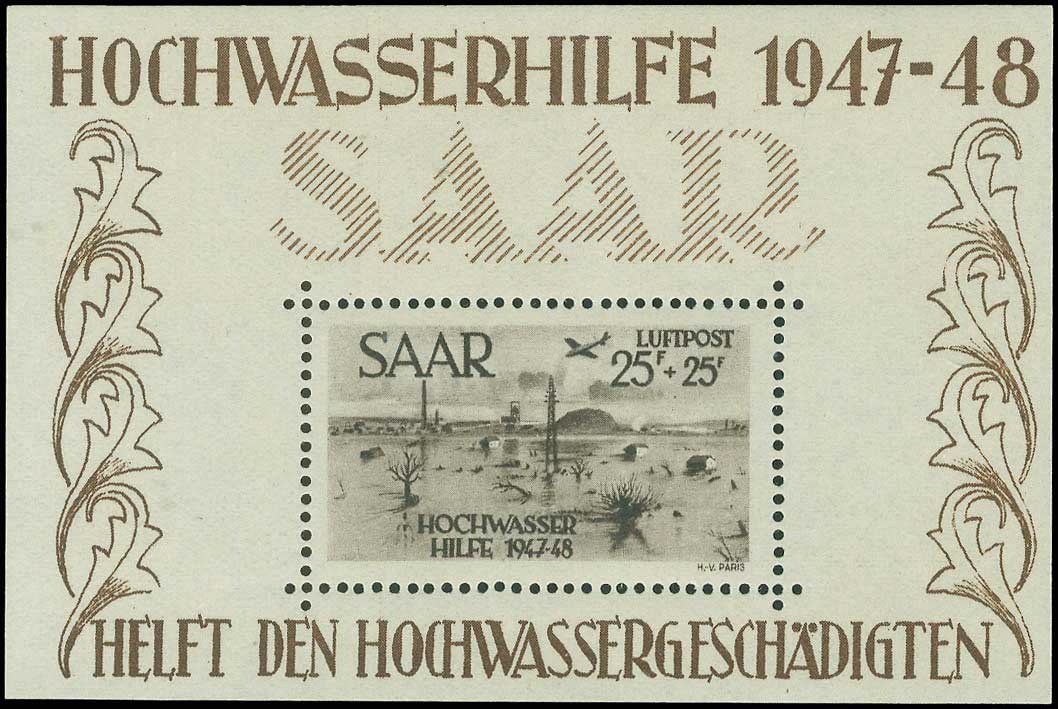 HOCHWASSERHILFE 1947-48
SAAR
SAAR
LUFTPOST
25F + 25F
HOCHWASSER
HILFE 1947-48
H.-V. PARIS
HELFT DEN HOCHWASSERGESCHÄDIGTEN